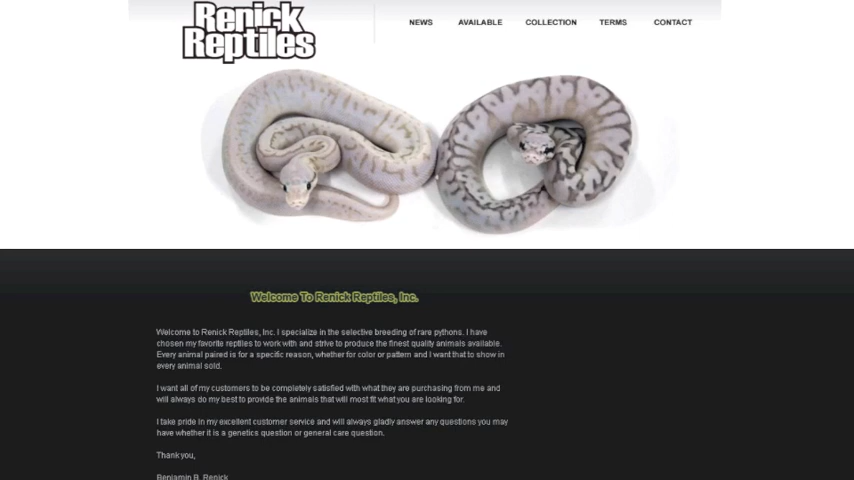 Renick
Reptiles
NEWS AVAILABLE COLLECTION TERMS CONTACT
Welcome To Renick Reptiles, Inc.
Welcome to Renick Reptiles, Inc. I specialize in the selective breeding of rare pythons. I have
chosen my favorite reptiles to work with and strive to produce the finest quality animals available.
Every animal paired is for a specific reason, whether for color or pattern and I want that to show in
every animal sold.
I want all of my customers to be completely satisfied with what they are purchasing from me and
will always do my best to provide the animals that will most fit what you are looking for.
I take pride in my excellent customer service and will always gladly answer any questions you may
have whether it is a genetics question or general care question.
Thank you,
Benjamin B. Renick